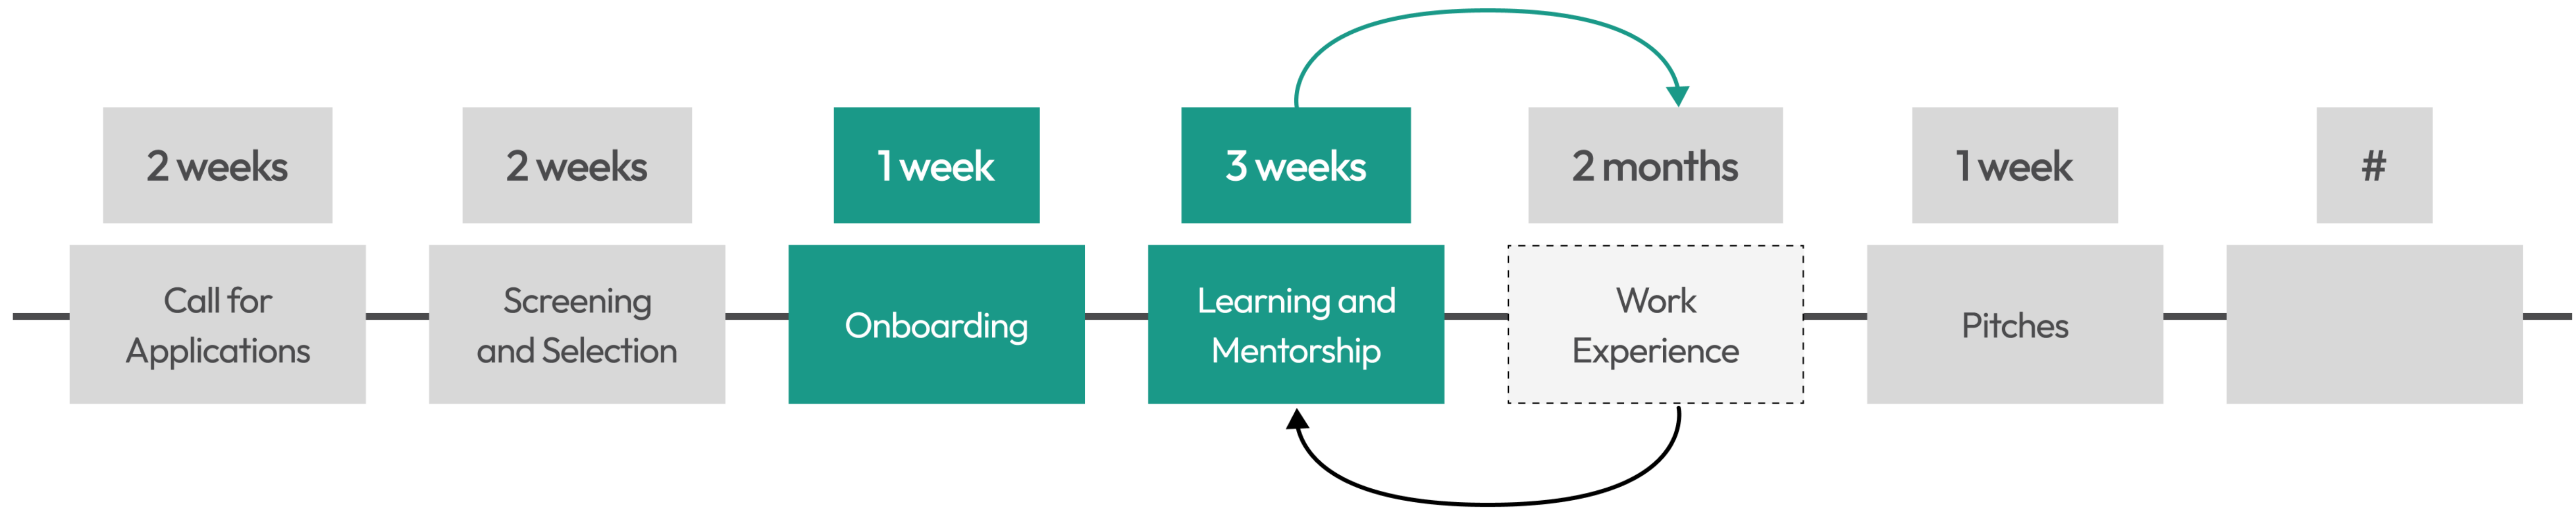 2 weeks
2 weeks
1 week
3 weeks
2 months
1 week
#
Call for
Applications
Screening
and Selection
Onboarding
Learning and
Mentorship
Work
Experience
Pitches